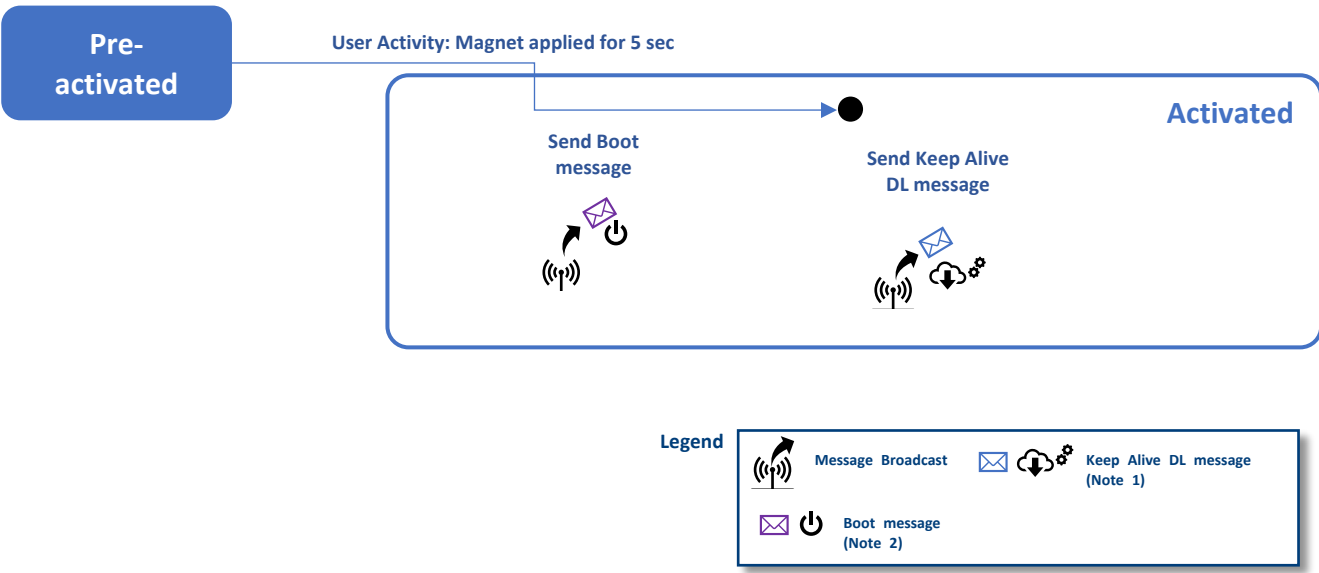 Pre-
activated
User Activity: Magnet applied for 5 sec
Activated
Send Boot
message
Send Keep Alive
DL message
Legend
Message Broadcast
Keep Alive DL message
(Note 1)
Boot message
(Note 2)